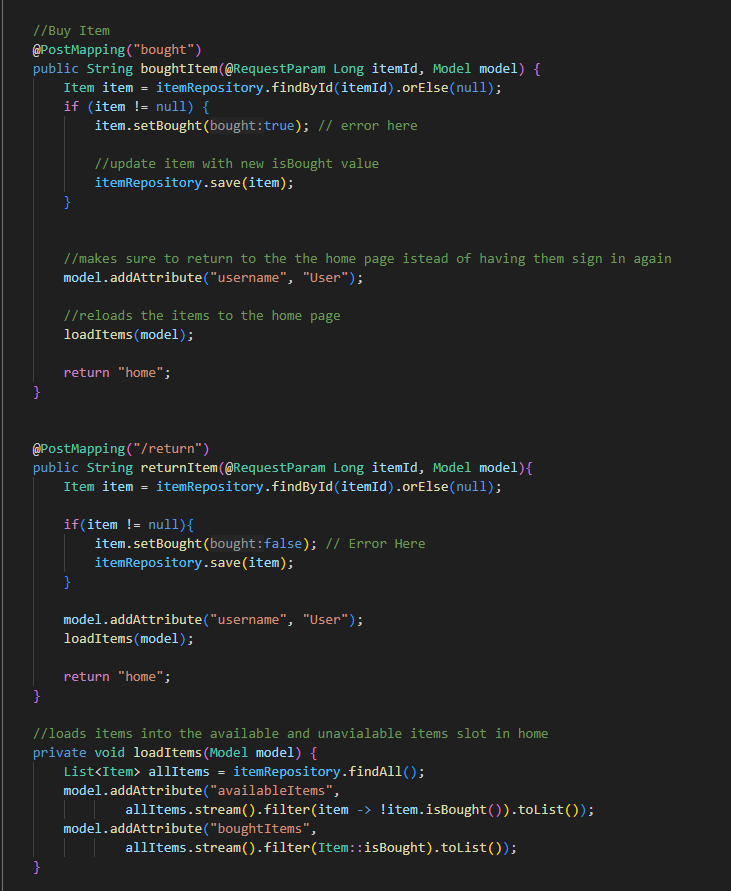 //Buy Item
@PostMapping("bought")
public String boughtItem(@RequestParam Long itemId, Model model) {
Item item = itemRepository.findById(itemId).orElse(null);
if (item != null) {
item.setBought(bought:true); // error here
//update item with new isBought value
itemRepository.save(item);
}
//makes sure to return to the the home page istead of having them sign in again
model.addAttribute("username", "User");
//reloads the items to the home page
loadItems(model);
return "home";
}
@PostMapping("/return")
public String returnItem(@RequestParam Long itemId, Model model){
Item item = itemRepository.findById(itemId).orElse(null);
if(item != null){
item.setBought(bought:false); // Error Here
itemRepository.save(item);
}
model.addAttribute("username", "User");
loadItems(model);
return "home";
}
//loads items into the available and unavialable items slot in home
private void loadItems(Model model) {
List<Item> allItems = itemRepository.findAll();
model.addAttribute("availableItems",
allItems.stream().filter(item -> !item.isBought()).toList());
model.addAttribute("boughtItems",
allItems.stream().filter(Item::isBought).toList());
}